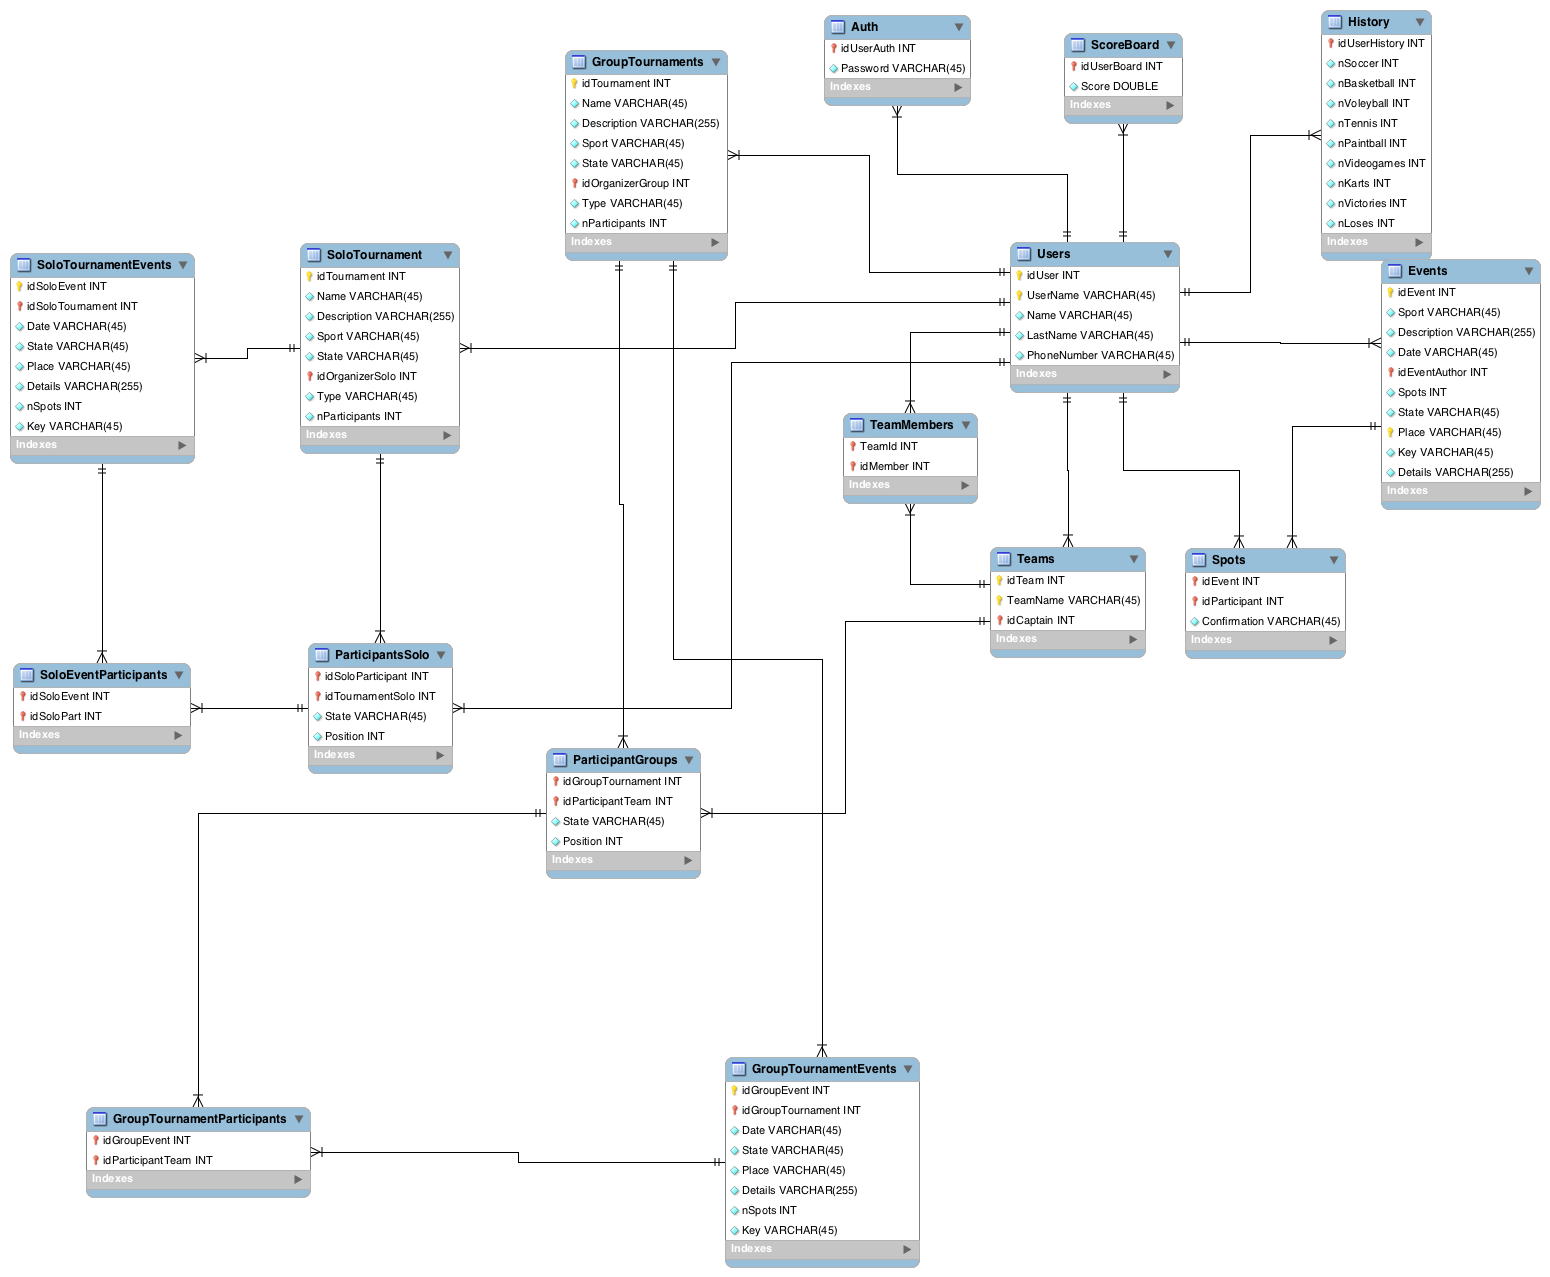 Auth
idUserAuth INT
Password VARCHAR(45)
Indexes
ScoreBoard
idUserBoard INT
Score DOUBLE
Indexes
History
idUserHistory INT
nSoccer INT
nBasketball INT
nVoleyball INT
nTennis INT
nPaintball INT
nVideogames INT
nKarts INT
nVictories INT
nLoses INT
Indexes
GroupTournaments
idTournament INT
Name VARCHAR(45)
Description VARCHAR(255)
Sport VARCHAR(45)
State VARCHAR(45)
idOrganizerGroup INT
Type VARCHAR(45)
nParticipants INT
Indexes
SoloTournamentEvents
idSoloEvent INT
idSoloTournament INT
Date VARCHAR(45)
State VARCHAR(45)
Place VARCHAR(45)
Details VARCHAR(255)
nSpots INT
Key VARCHAR(45)
Indexes
SoloTournament
idTournament INT
Name VARCHAR(45)
Description VARCHAR(255)
Sport VARCHAR(45)
State VARCHAR(45)
idOrganizerSolo INT
Type VARCHAR(45)
nParticipants INT
Indexes
Users
idUser INT
UserName VARCHAR(45)
Name VARCHAR(45)
LastName VARCHAR(45)
PhoneNumber VARCHAR(45)
Indexes
Events
idEvent INT
Sport VARCHAR(45)
Description VARCHAR(255)
Date VARCHAR(45)
idEventAuthor INT
Spots INT
State VARCHAR(45)
Place VARCHAR(45)
Key VARCHAR(45)
Details VARCHAR(255)
Indexes
TeamMembers
TeamId INT
idMember INT
Indexes
Teams
idTeam INT
TeamName VARCHAR(45)
idCaptain INT
Indexes
Spots
idEvent INT
idParticipant INT
Confirmation VARCHAR(45)
Indexes
SoloEventParticipants
idSoloEvent INT
idSoloPart INT
Indexes
ParticipantsSolo
idSoloParticipant INT
idTournamentSolo INT
State VARCHAR(45)
Position INT
Indexes
ParticipantGroups
idGroupTournament INT
idParticipantTeam INT
State VARCHAR(45)
Position INT
Indexes
GroupTournamentParticipants
idGroupEvent INT
idParticipantTeam INT
Indexes
GroupTournamentEvents
idGroupEvent INT
idGroupTournament INT
Date VARCHAR(45)
State VARCHAR(45)
Place VARCHAR(45)
Details VARCHAR(255)
nSpots INT
Key VARCHAR(45)
Indexes